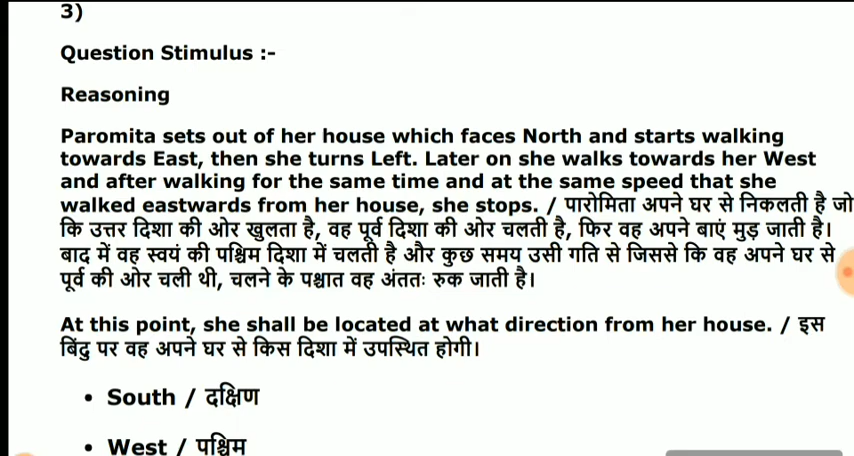 3)
Question Stimulus :-
Reasoning
Paromita sets out of her house which faces North and starts walking
towards East, then she turns Left. Later on she walks towards her West
and after walking for the same time and at the same speed that she
walked eastwards from her house, she stops. / पारोमिता अपने घर से निकलती है जो
कि उत्तर दिशा की ओर खुलता है, वह पूर्व दिशा की ओर चलती है, फिर वह अपने बाएं मुड़ जाती है।
बाद में वह स्वयं की पश्चिम दिशा में चलती है और कुछ समय उसी गति से जिससे कि वह अपने घर से
पूर्व की ओर चली थी, चलने के पश्चात वह अंततः रुक जाती है।
At this point, she shall be located at what direction from her house. / इस
बिंदु पर वह अपने घर से किस दिशा में उपस्थित होगी।
• South / दक्षिण
• West / पश्चिम